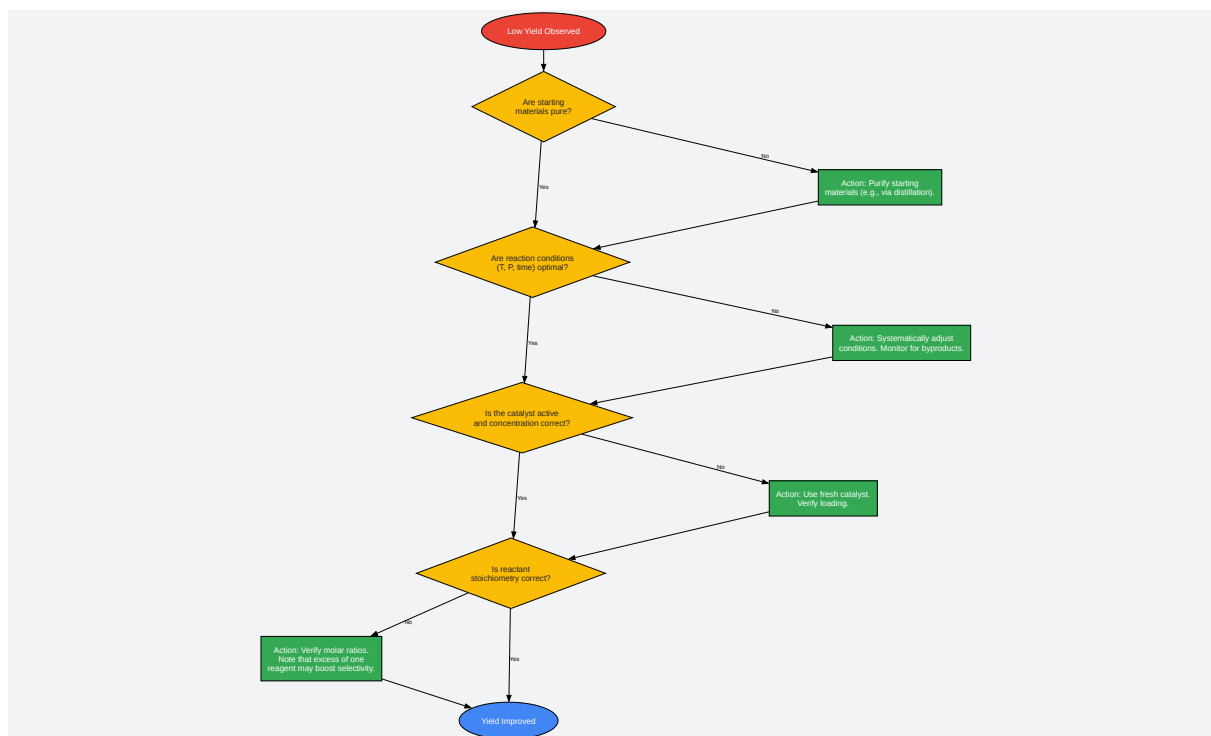 Low Yield Observed
Are starting
materials pure?
No
Action: Purify starting
materials (e.g., via distillation).
Yes
Are reaction conditions
(T, P, time) optimal?
No
Action: Systematically adjust
conditions. Monitor for byproducts.
Yes
Is the catalyst active
and concentration correct?
No
Action: Use fresh catalyst.
Verify loading.
Yes
Is reactant
stoichiometry correct?
No
Action: Verify molar ratios.
Note that excess of one
reagent may boost selectivity.
Yes
Yield Improved